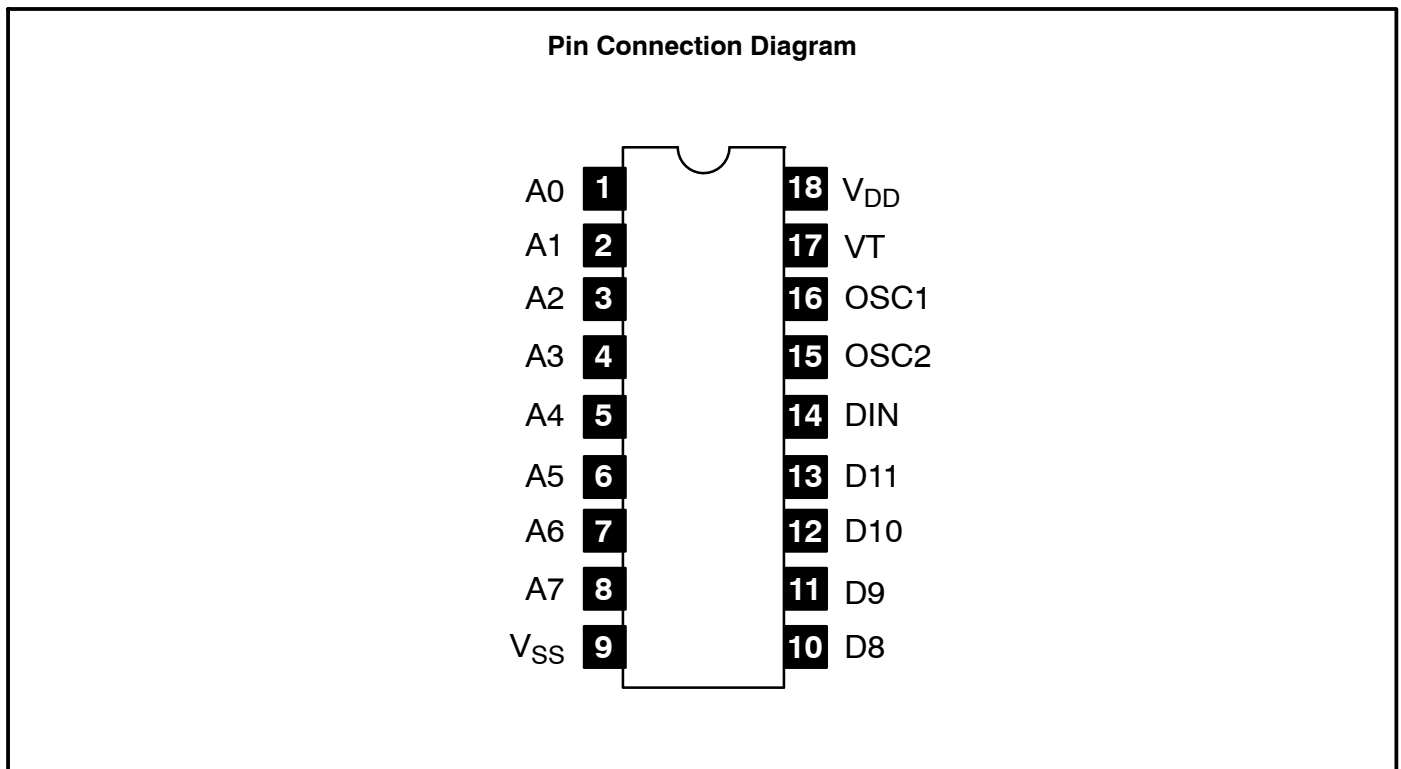 Pin Connection Diagram
A0 1 18 VDD
A1 2 17 VT
A2 3 16 OSC1
A3 4 15 OSC2
A4 5 14 DIN
A5 6 13 D11
A6 7 12 D10
A7 8 11 D9
VSS 9 10 D8